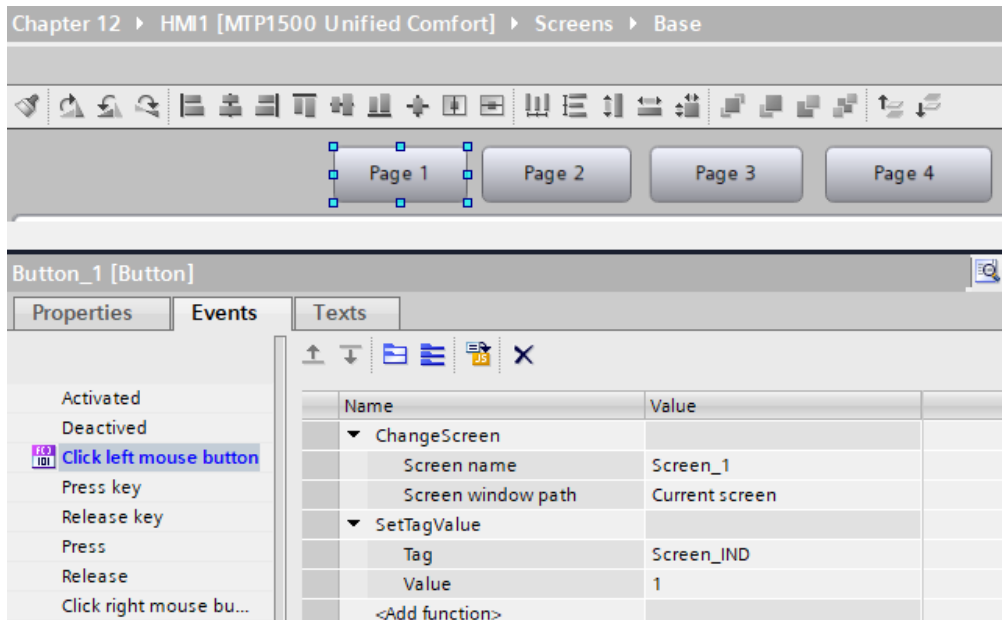 Chapter 12 ▸ HMI1 [MTP1500 Unified Comfort] ▸ Screens ▸ Base
Page 1 Page 2 Page 3 Page 4
Button_1 [Button]
Properties Events Texts
Name Value
Activated
Deactived
Click left mouse button
Press key
Release key
Press
Release
Click right mouse bu...
ChangeScreen
Screen name Screen_1
Screen window path Current screen
SetTagValue
Tag Screen_IND
Value 1
<Add function>